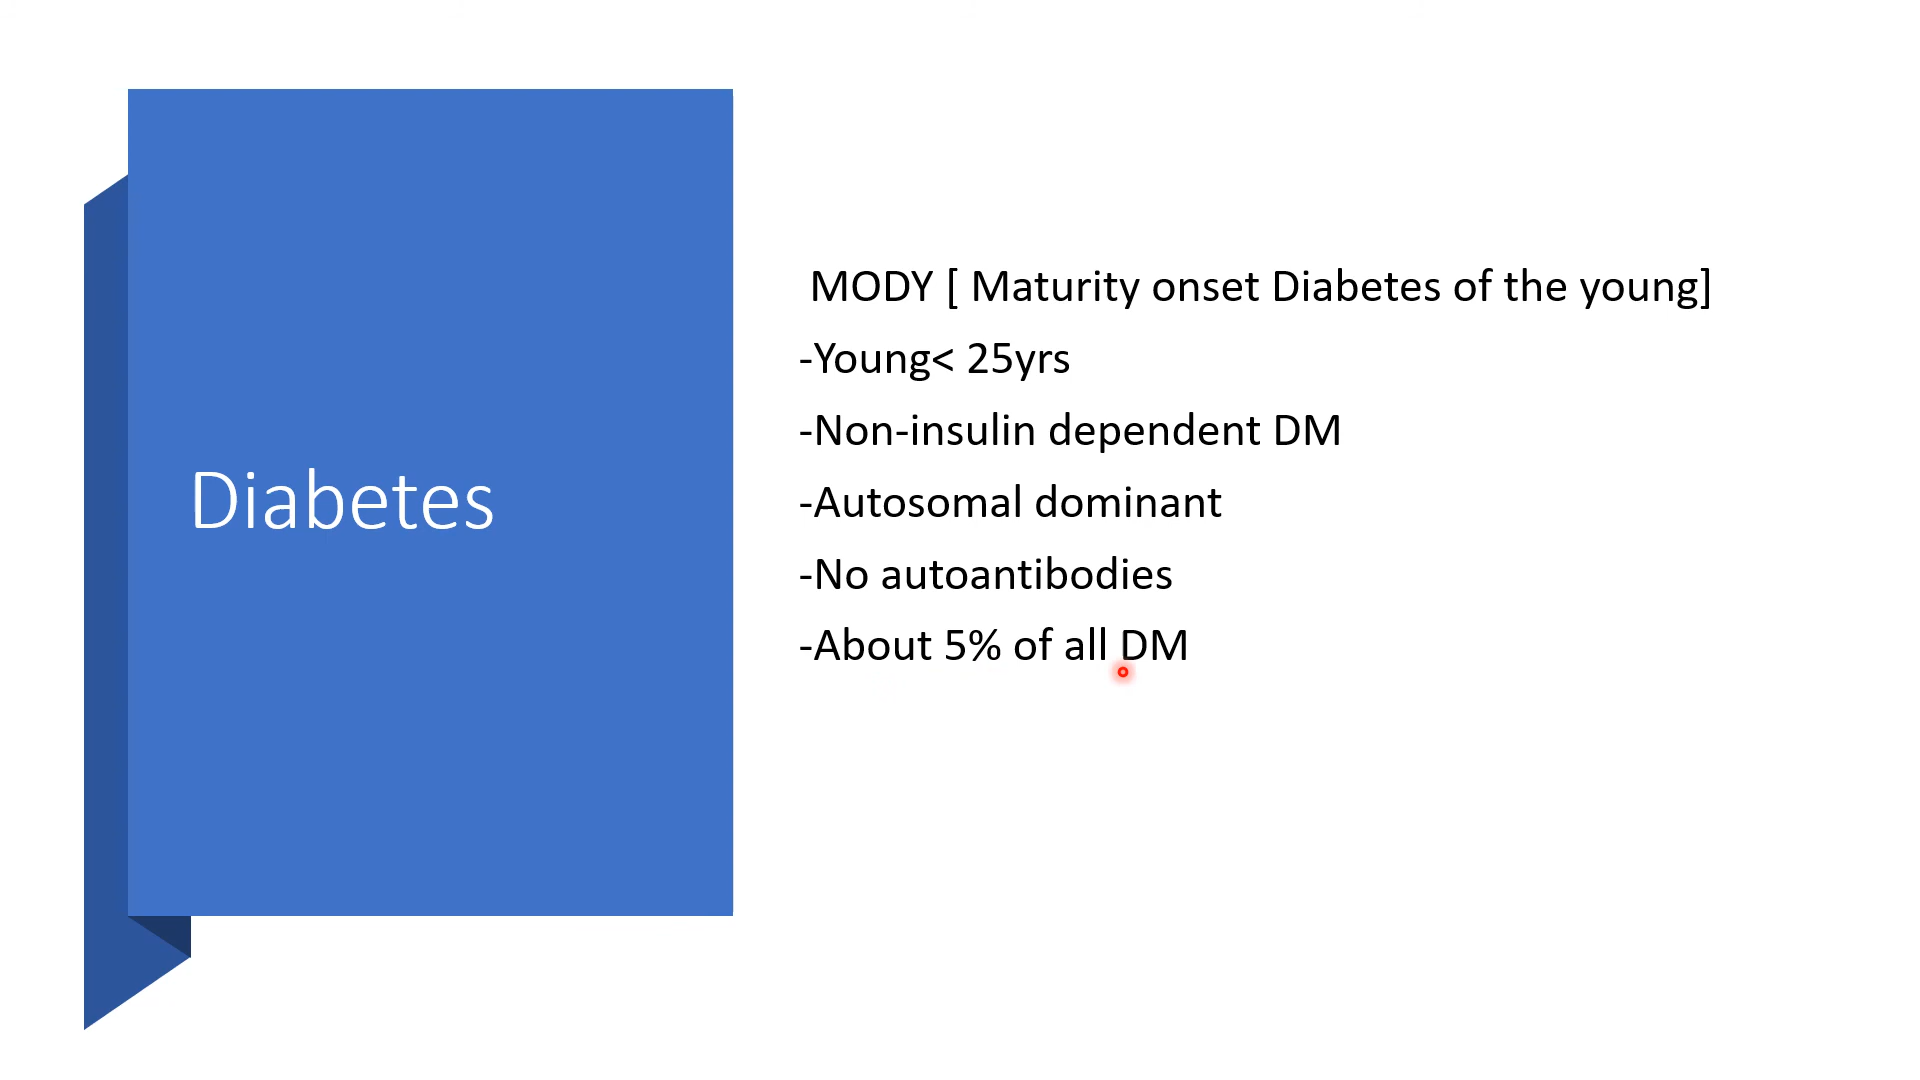 Diabetes
MODY [ Maturity onset Diabetes of the young]
-Young< 25yrs
-Non-insulin dependent DM
-Autosomal dominant
-No autoantibodies
-About 5% of all DM